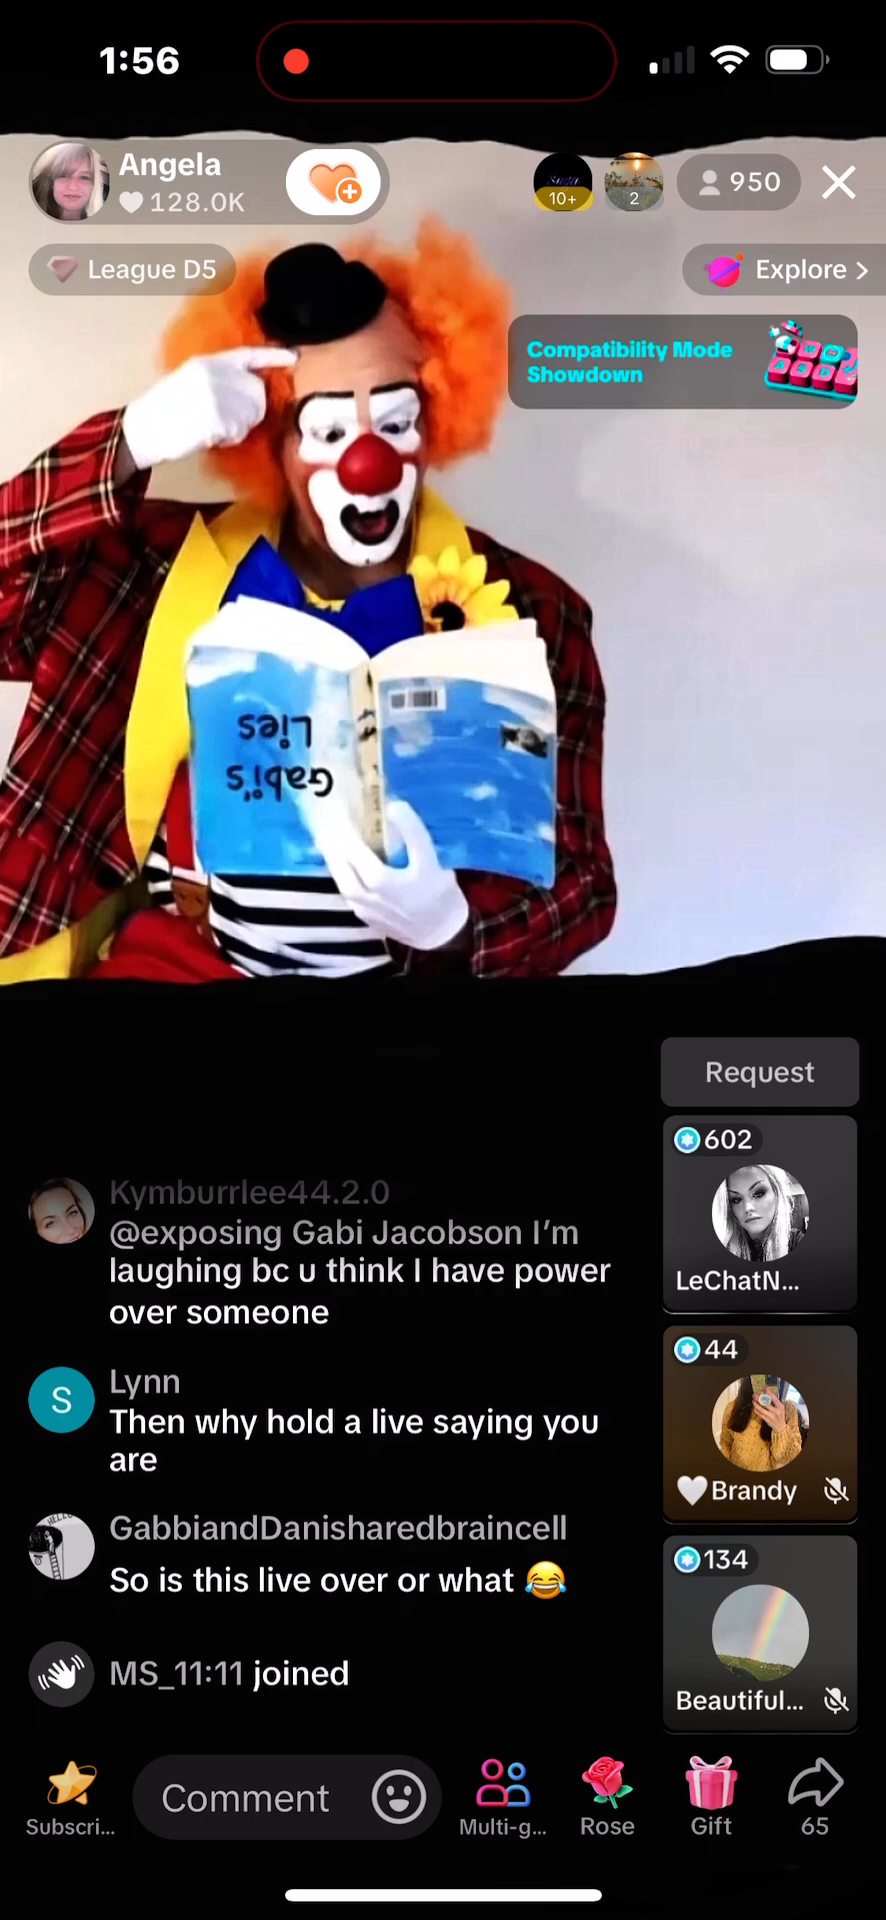 1:56
Angela
128.0K
10+
2
950
League D5
Explore >
Compatibility Mode
Showdown
Gabi's
Lies
Request
602
LeChatN...
Kymburrlee44.2.0
@exposing Gabi Jacobson I'm
laughing bc u think I have power
over someone
44
Brandy
S
Lynn
Then why hold a live saying you
are
GabbiandDanisharedbraincell
So is this live over or what 😂
134
Beautiful...
MS_11:11 joined
Subscri...
Comment
Multi-g...
Rose
Gift
65